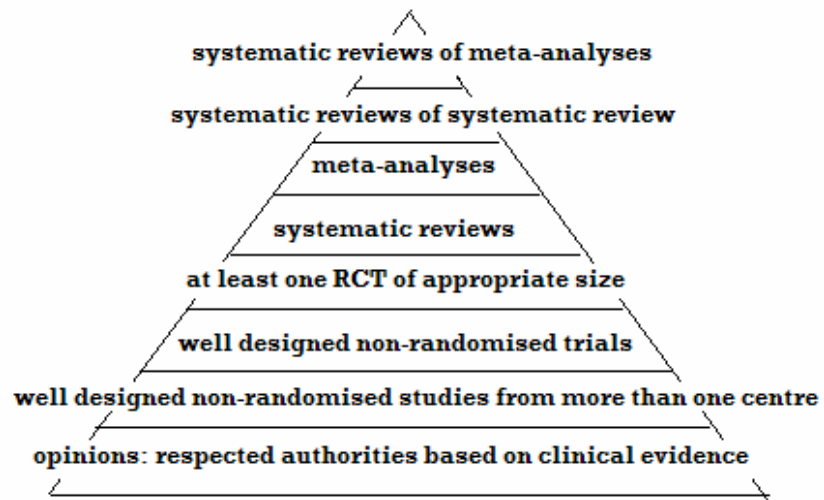 systematic reviews of meta-analyses
systematic reviews of systematic review
meta-analyses
systematic reviews
at least one RCT of appropriate size
well designed non-randomised trials
well designed non-randomised studies from more than one centre
opinions: respected authorities based on clinical evidence